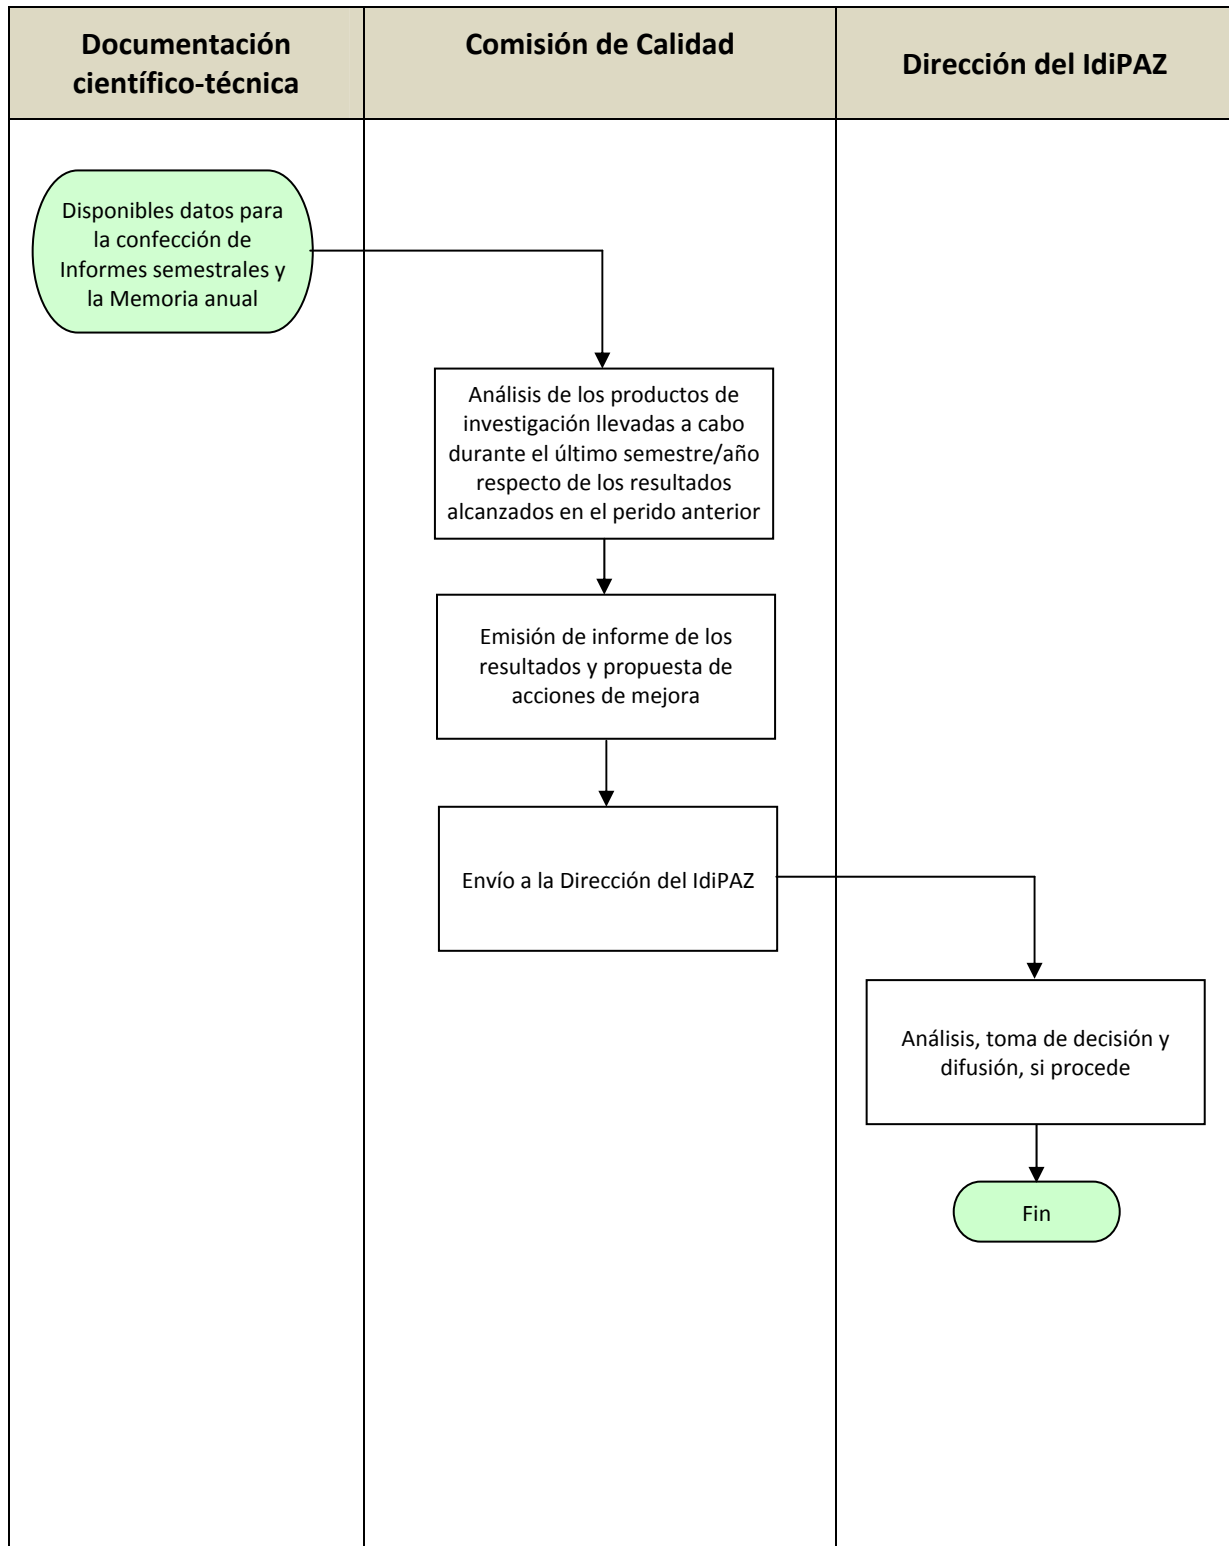 Documentación
científico-técnica
Comisión de Calidad
Dirección del IdiPAZ
Disponibles datos para
la confección de
Informes semestrales y
la Memoria anual
Análisis de los productos de
investigación llevadas a cabo
durante el último semestre/año
respecto de los resultados
alcanzados en el perido anterior
Emisión de informe de los
resultados y propuesta de
acciones de mejora
Envío a la Dirección del IdiPAZ
Análisis, toma de decisión y
difusión, si procede
Fin